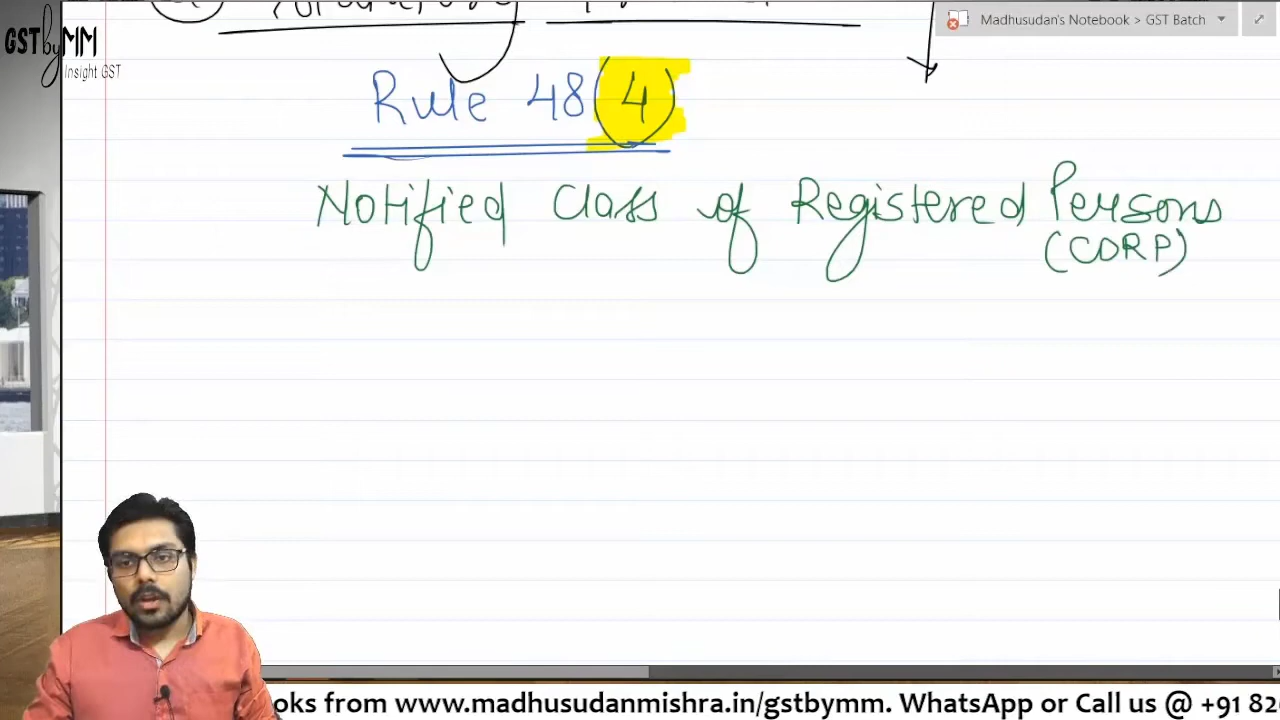 Madhusudan's Notebook > GST Batch
GST by MM
Insight GST
Rule 48(4)
Notified Class of Registered Persons
(CORP)
oks from www.madhusudanmishra.in/gstbymm. WhatsApp or Call us @ +91 82